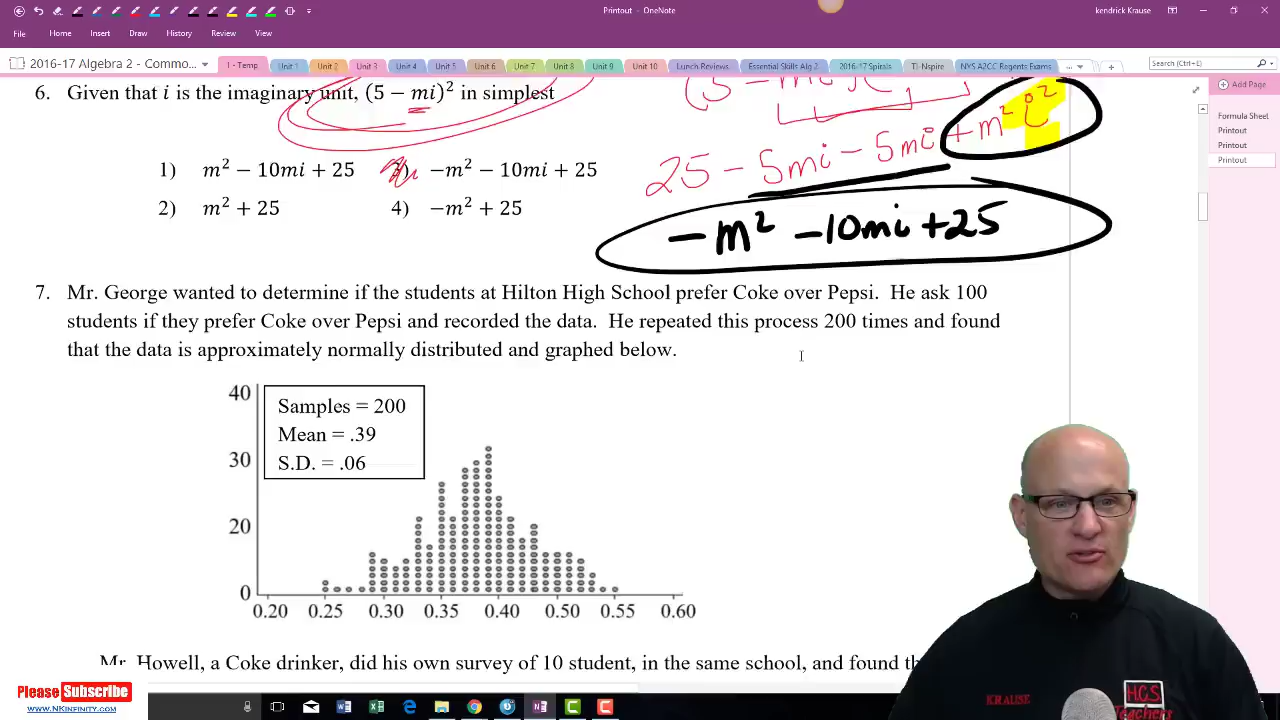 Printout - OneNote
kendrick Krause
File Home Insert Draw History Review View
2016-17 Algebra 2 - Commo...
1 - Temp Unit 1 Unit 2 Unit 3 Unit 4 Unit 5 Unit 6 Unit 7 Unit 8 Unit 9 Unit 10 Lunch Reviews Essential Skills Alg 2 2016-17 Spirals TI-Nspire NYS A2CC Regents Exams
Search (Ctrl+E)
Add Page
Formula Sheet
Printout
Printout
Printout
6. Given that i is the imaginary unit, (5 − mi)² in simplest
25 - 5mi - 5mi + m²i²
1) m² − 10mi + 25 −m² − 10mi + 25
2) m² + 25 4) −m² + 25
-m² -10mi +25
7. Mr. George wanted to determine if the students at Hilton High School prefer Coke over Pepsi. He ask 100
students if they prefer Coke over Pepsi and recorded the data. He repeated this process 200 times and found
that the data is approximately normally distributed and graphed below.
40
30
20
0
Samples = 200
Mean = .39
S.D. = .06
0.20 0.25 0.30 0.35 0.40 0.50 0.55 0.60
Mr. Howell, a Coke drinker, did his own survey of 10 student, in the same school, and found
Please Subscribe
www.NKinfinity.com
KRAUSE
H.C.S
Teachers